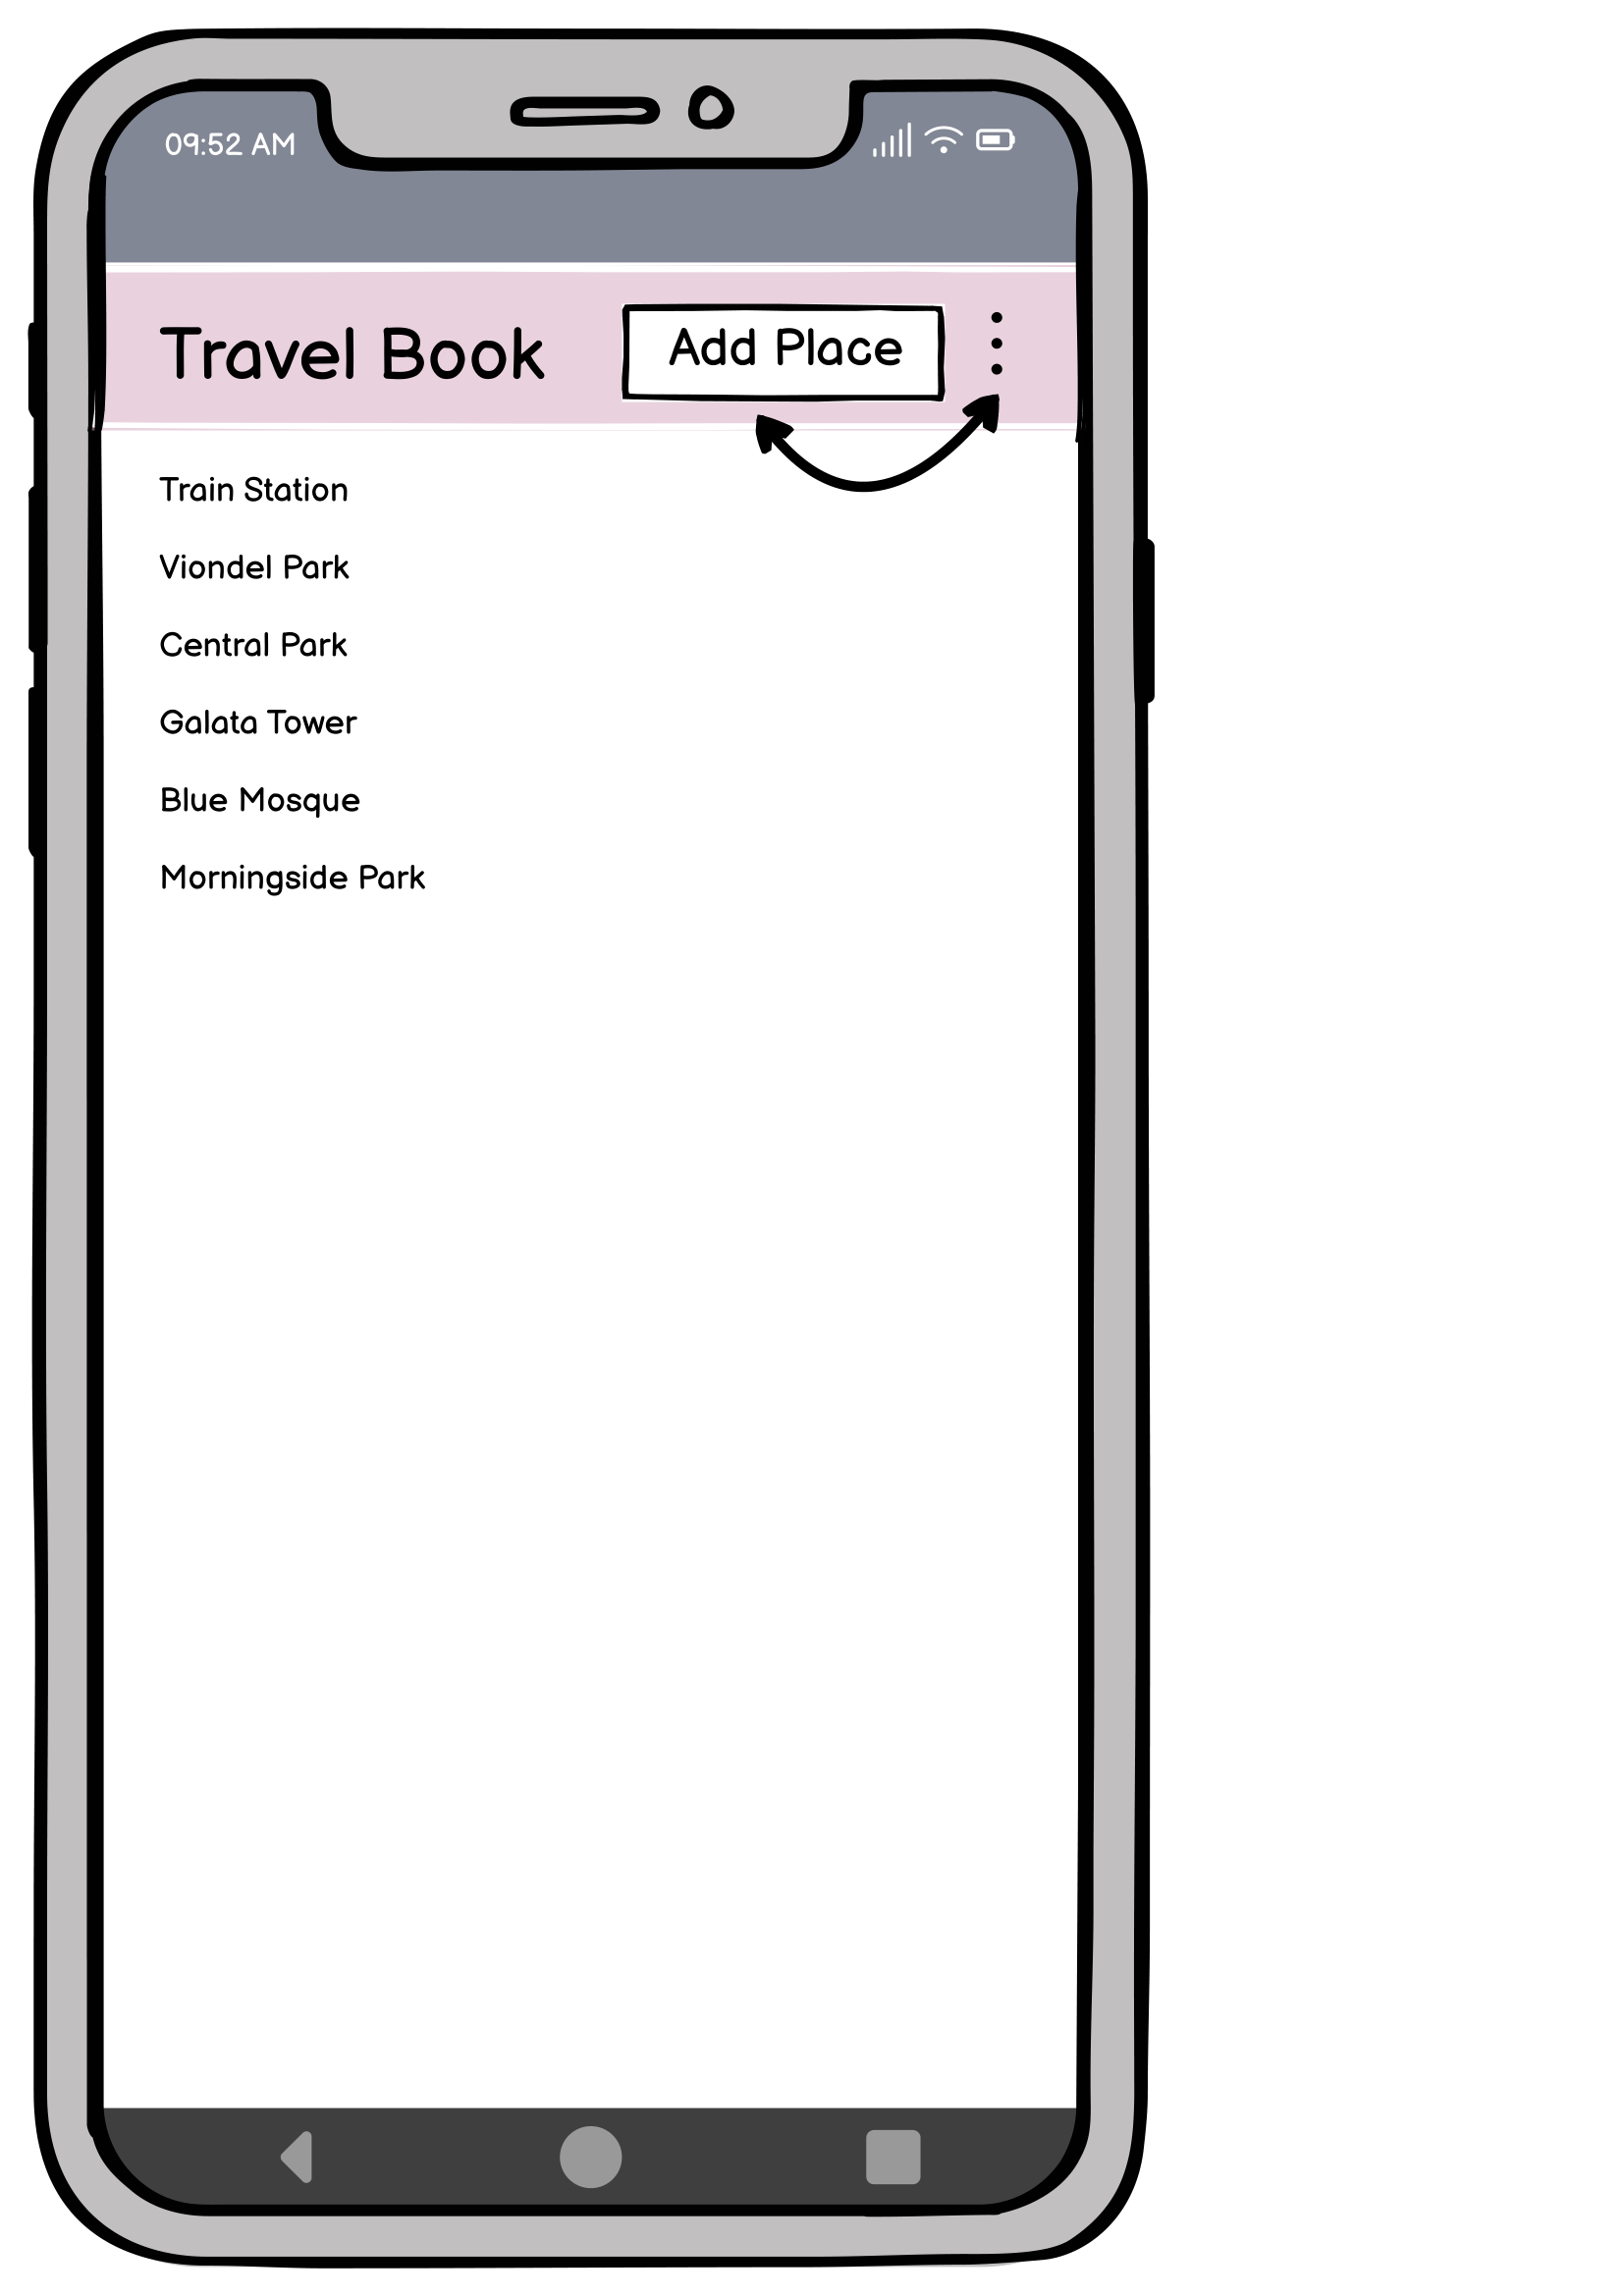 09:52 AM
Travel Book
Add Place
Train Station
Viondel Park
Central Park
Galata Tower
Blue Mosque
Morningside Park